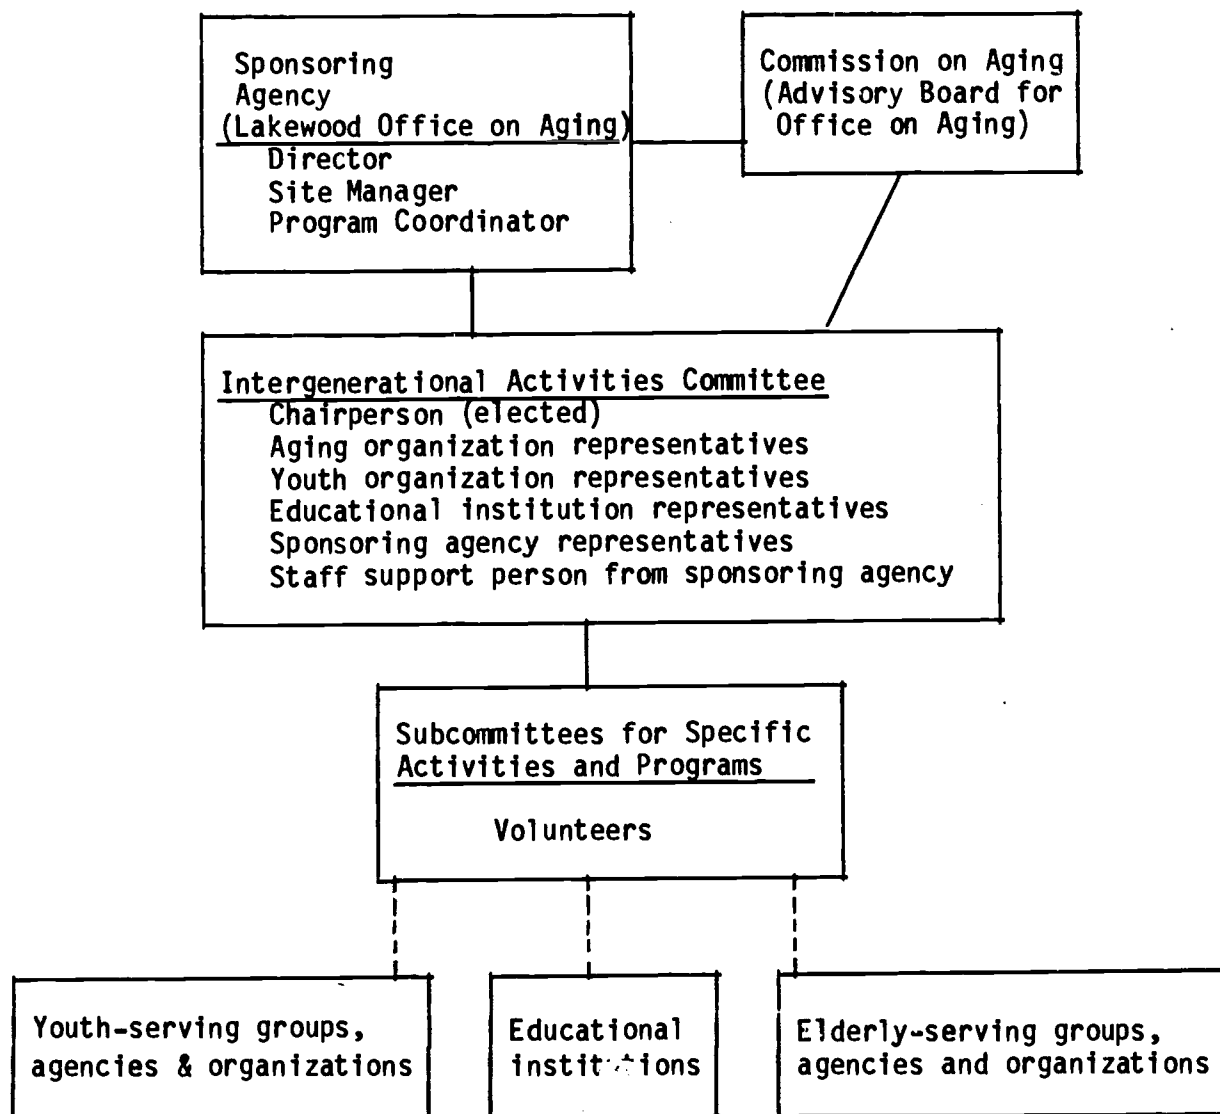 Sponsoring
Agency
(Lakewood Office on Aging)
Director
Site Manager
Program Coordinator
Commission on Aging
(Advisory Board for
Office on Aging)
Intergenerational Activities Committee
Chairperson (elected)
Aging organization representatives
Youth organization representatives
Educational institution representatives
Sponsoring agency representatives
Staff support person from sponsoring agency
Subcommittees for Specific
Activities and Programs
Volunteers
Youth-serving groups,
agencies & organizations
Educational
institutions
Elderly-serving groups,
agencies and organizations